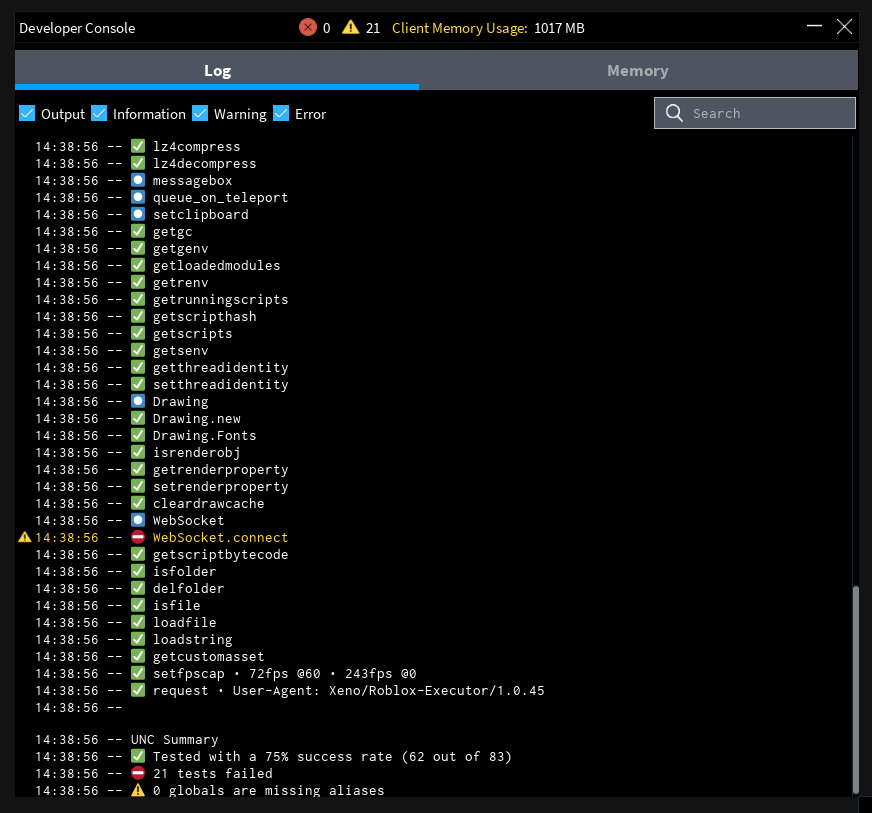 Developer Console 0 21 Client Memory Usage: 1017 MB
Log Memory
Output Information Warning Error Search
14:38:56 -- ✅ lz4compress
14:38:56 -- ✅ lz4decompress
14:38:56 -- ⏺️ messagebox
14:38:56 -- ⏺️ queue_on_teleport
14:38:56 -- ⏺️ setclipboard
14:38:56 -- ✅ getgc
14:38:56 -- ✅ getgenv
14:38:56 -- ✅ getloadedmodules
14:38:56 -- ✅ getrenv
14:38:56 -- ✅ getrunningscripts
14:38:56 -- ✅ getscripthash
14:38:56 -- ✅ getscripts
14:38:56 -- ✅ getsenv
14:38:56 -- ✅ getthreadidentity
14:38:56 -- ✅ setthreadidentity
14:38:56 -- ⏺️ Drawing
14:38:56 -- ✅ Drawing.new
14:38:56 -- ✅ Drawing.Fonts
14:38:56 -- ✅ isrenderobj
14:38:56 -- ✅ getrenderproperty
14:38:56 -- ✅ setrenderproperty
14:38:56 -- ✅ cleardrawcache
14:38:56 -- ⏺️ WebSocket
14:38:56 -- ⛔ WebSocket.connect
14:38:56 -- ✅ getscriptbytecode
14:38:56 -- ✅ isfolder
14:38:56 -- ✅ delfolder
14:38:56 -- ✅ isfile
14:38:56 -- ✅ loadfile
14:38:56 -- ✅ loadstring
14:38:56 -- ✅ getcustomasset
14:38:56 -- ✅ setfpscap • 72fps @60 • 243fps @0
14:38:56 -- ✅ request • User-Agent: Xeno/Roblox-Executor/1.0.45
14:38:56 --
14:38:56 -- UNC Summary
14:38:56 -- ✅ Tested with a 75% success rate (62 out of 83)
14:38:56 -- ⛔ 21 tests failed
14:38:56 -- ⚠️ 0 globals are missing aliases